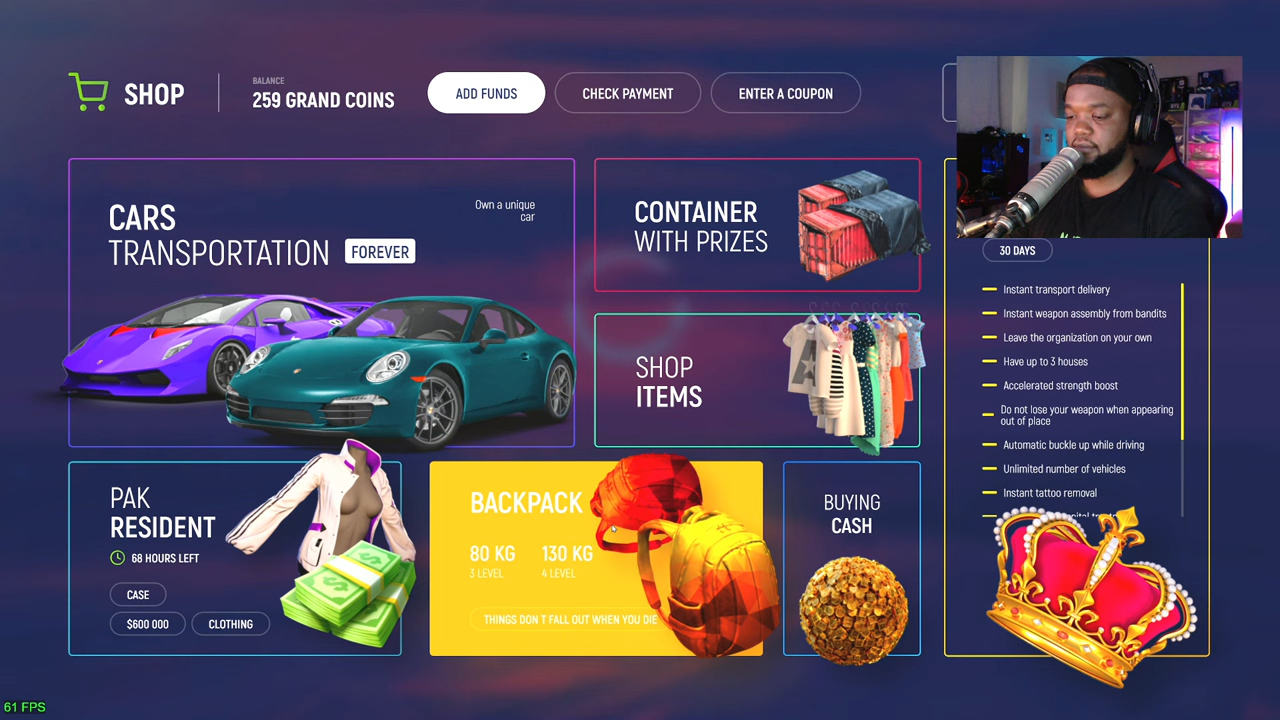 SHOP
BALANCE
259 GRAND COINS
ADD FUNDS
CHECK PAYMENT
ENTER A COUPON
CARS
TRANSPORTATION FOREVER
Own a unique
car
CONTAINER
WITH PRIZES
SHOP
ITEMS
30 DAYS
Instant transport delivery
Instant weapon assembly from bandits
Leave the organization on your own
Have up to 3 houses
Accelerated strength boost
Do not lose your weapon when appearing
out of place
Automatic buckle up while driving
Unlimited number of vehicles
Instant tattoo removal
PAK
RESIDENT
68 HOURS LEFT
CASE
$600 000
CLOTHING
BACKPACK
80 KG 130 KG
3 LEVEL 4 LEVEL
THINGS DON T FALL OUT WHEN YOU DIE
BUYING
CASH
61 FPS